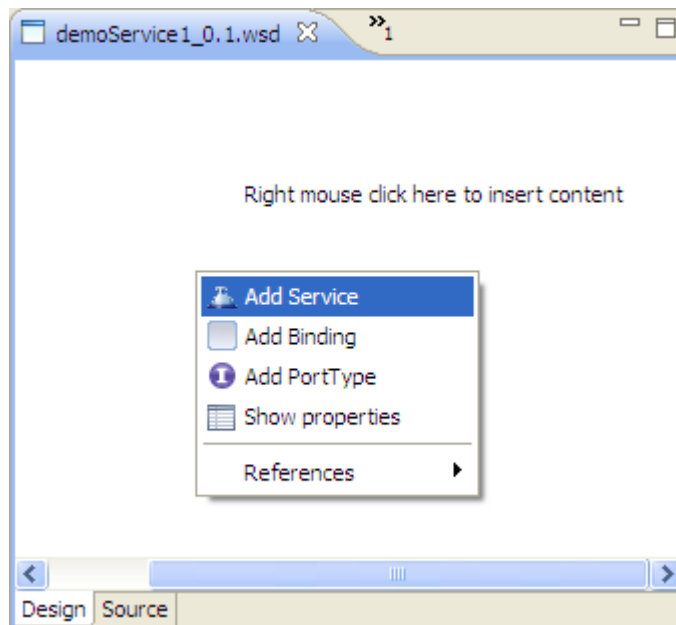 demoService1_0.1.wsd
»1
Right mouse click here to insert content
Add Service
Add Binding
Add PortType
Show properties
References
Design Source